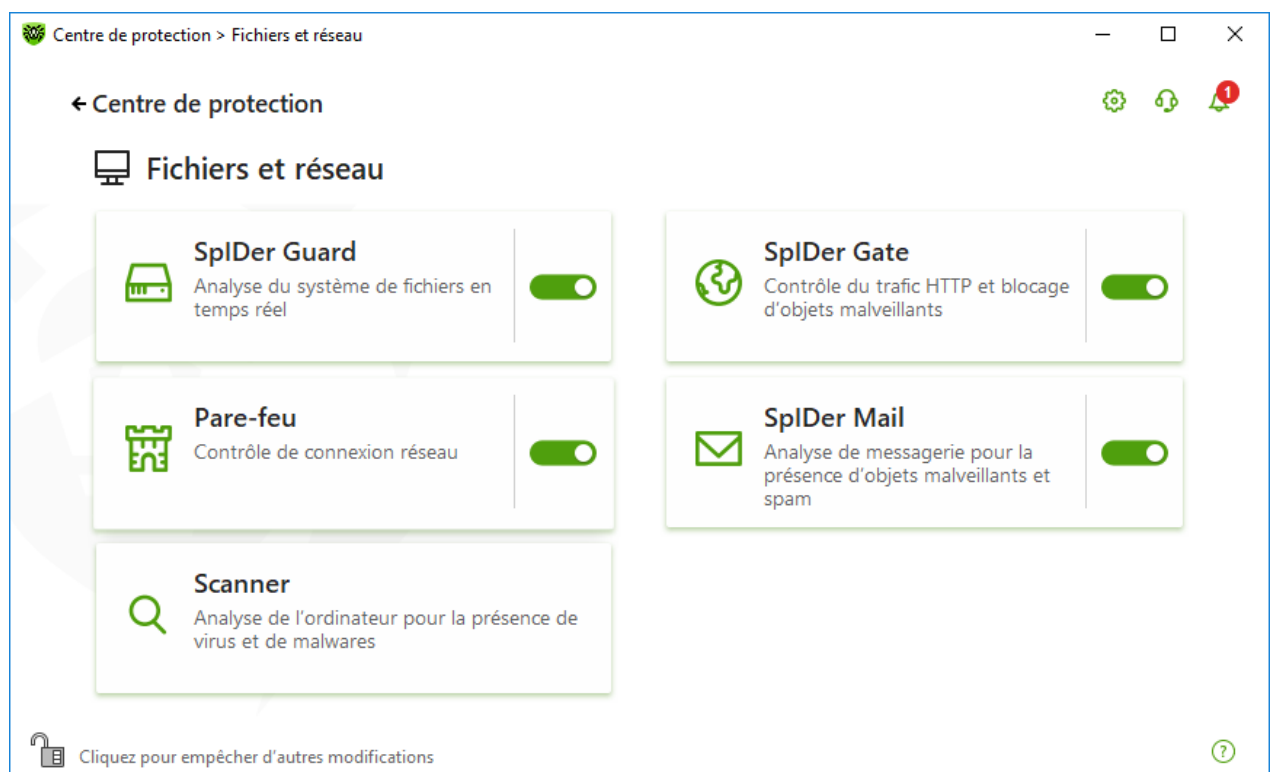 Centre de protection > Fichiers et réseau
Centre de protection
1
Fichiers et réseau
SpIDer Guard
Analyse du système de fichiers en
temps réel
SpIDer Gate
Contrôle du trafic HTTP et blocage
d'objets malveillants
Pare-feu
Contrôle de connexion réseau
SpIDer Mail
Analyse de messagerie pour la
présence d'objets malveillants et
spam
Scanner
Analyse de l'ordinateur pour la présence de
virus et de malwares
Cliquez pour empêcher d'autres modifications
?